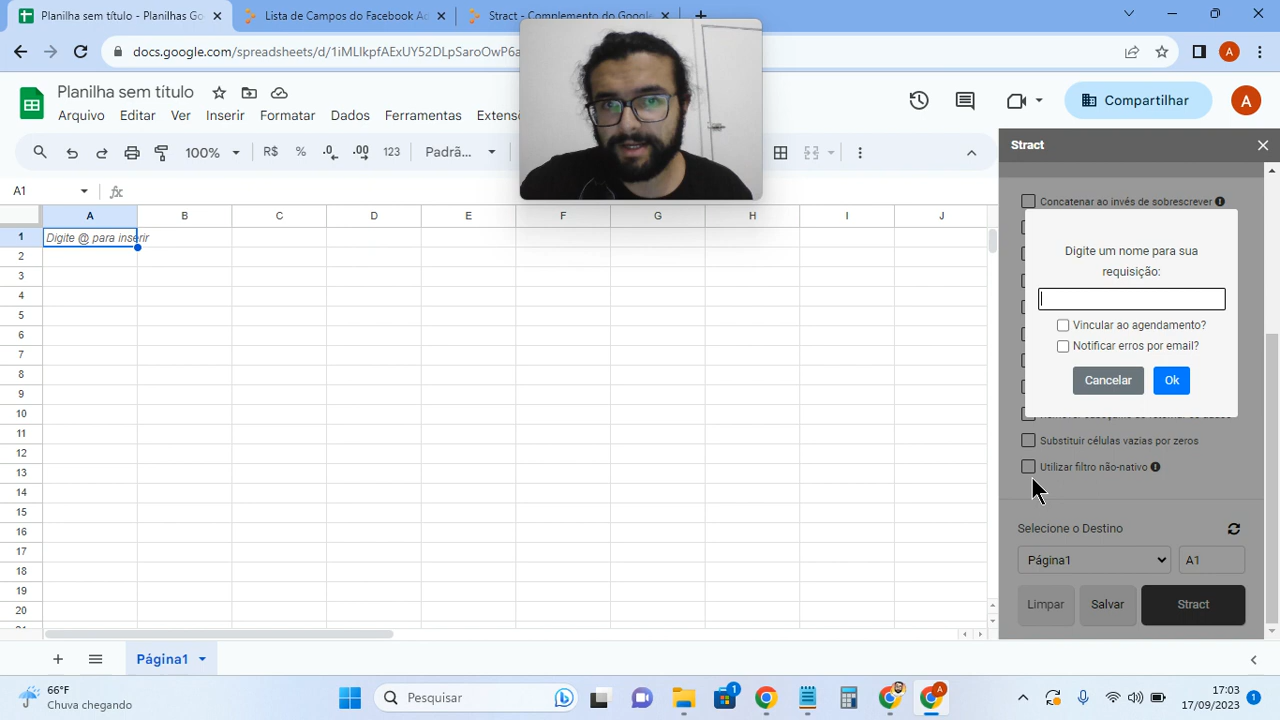 Planilha sem título - Planilhas Go
Lista de Campos do Facebook Ad
Stract - Complemento do Google
docs.google.com/spreadsheets/d/1iMLIkpfAExUY52DLpSaroOwP6a
Planilha sem título
Compartilhar
A
A
Arquivo Editar Ver Inserir Formatar Dados Ferramentas Extensõ
100% R$ .0 .00 123 Padrã...
A1 fx
A B C D E F G H I J
1 Digite @ para inserir
2
3
4
5
6
7
8
9
10
11
12
13
14
15
16
17
18
19
20
Stract
Concatenar ao invés de sobrescrever
Digite um nome para sua
requisição:
Vincular ao agendamento?
Notificar erros por email?
Cancelar Ok
Substituir células vazias por zeros
Utilizar filtro não-nativo
Selecione o Destino
Página1 A1
Limpar Salvar Stract
Página1
66°F
Chuva chegando
Pesquisar
1
A
17:03
17/09/2023
1